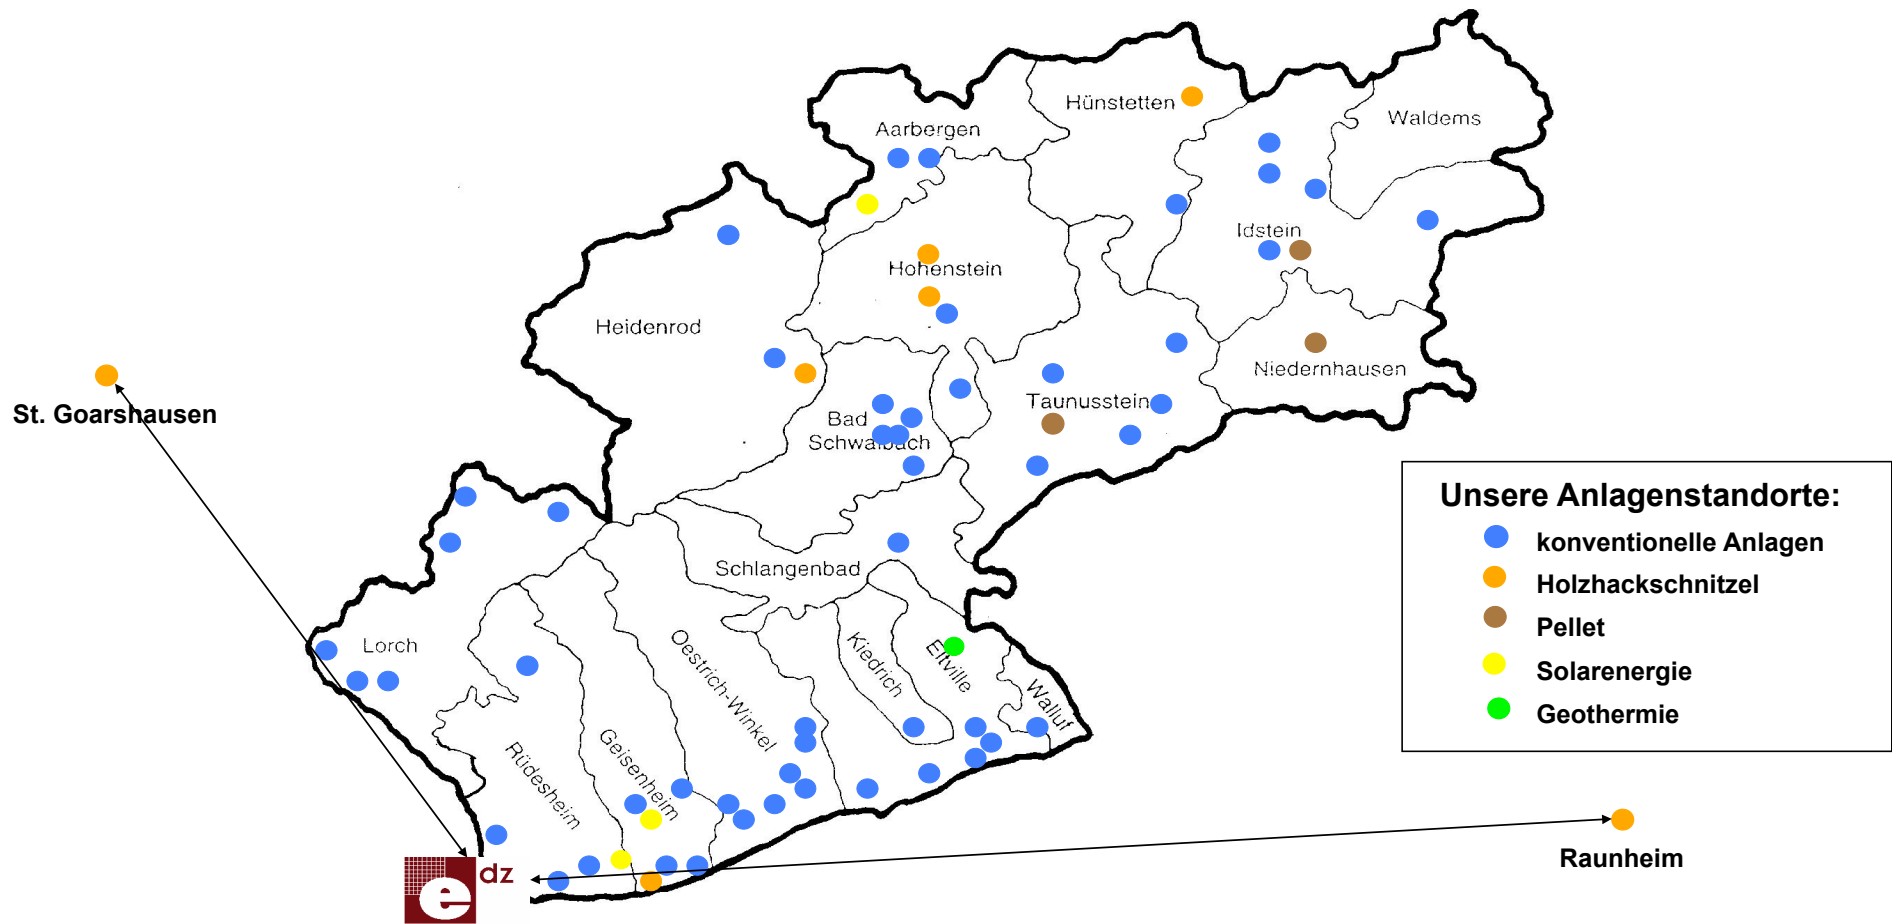 Hünstetten
Waldems
Aarbergen
Idstein
Hohenstein
Heidenrod
Niedernhausen
St. Goarshausen
Taunusstein
Bad
Schwalbach
Unsere Anlagenstandorte:
konventionelle Anlagen
Holzhackschnitzel
Pellet
Solarenergie
Geothermie
Schlangenbad
Lorch
Oestrich-Winkel
Kiedrich
Eltville
Walluf
Geisenheim
Rüdesheim
Raunheim
e dz